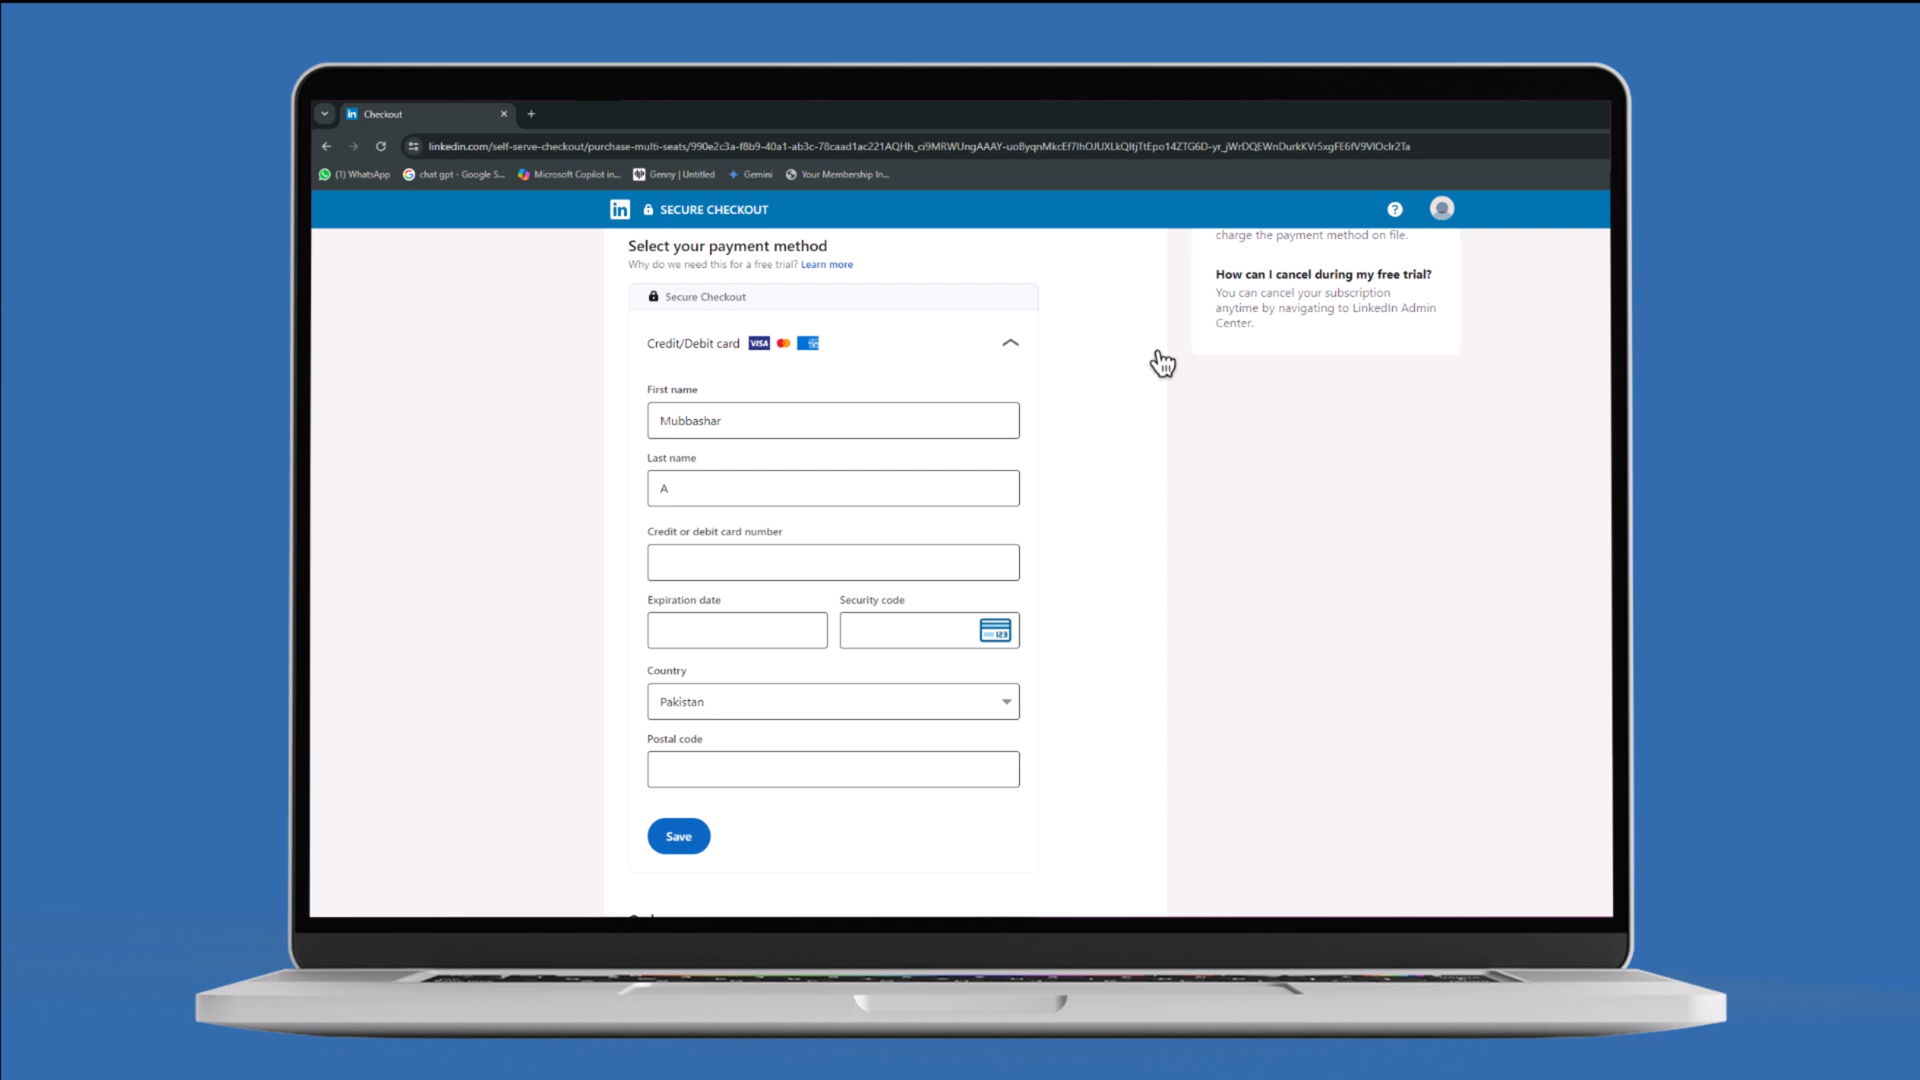 in Checkout
linkedin.com/self-serve-checkout/purchase-multi-seats/990e2c3a-f8b9-40a1-ab3c-78caad1ac221AQHh_ci9MRWUngAAAY-uoByqnMkcEf7lhOJUXLkQltjTtEpo14ZTG6D-yr_jWrDQEWnDurkKVr5xgFE6fV9VlOclr2Ta
(1) WhatsApp
chat gpt - Google S...
Microsoft Copilot in...
Genny | Untitled
Gemini
Your Membership In...
in SECURE CHECKOUT
?
Select your payment method
Why do we need this for a free trial? Learn more
Secure Checkout
Credit/Debit card VISA
First name
Mubbashar
Last name
A
Credit or debit card number
Expiration date
Security code
123
Country
Pakistan
Postal code
Save
charge the payment method on file.
How can I cancel during my free trial?
You can cancel your subscription
anytime by navigating to LinkedIn Admin
Center.